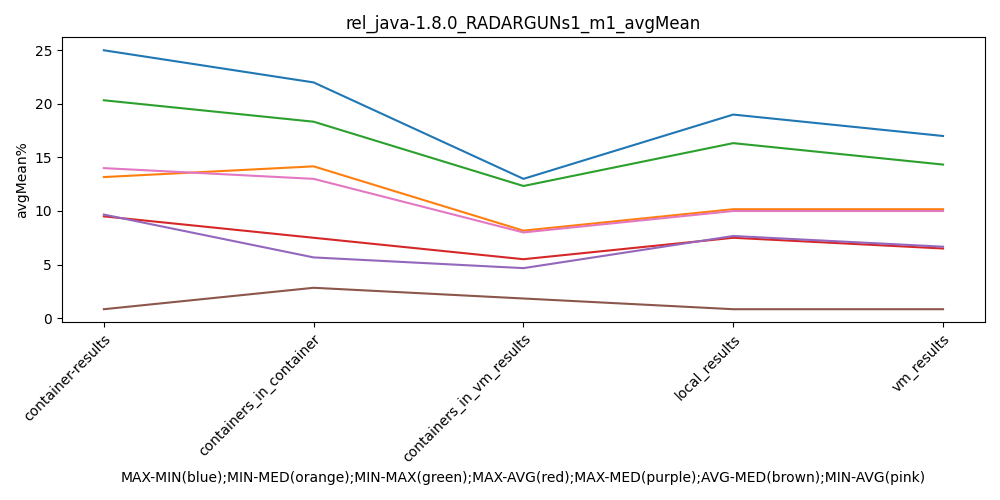 rel_java-1.8.0_RADARGUNs1_m1_avgMean
avgMean%
25
20
15
10
5
0
container-results
containers_in_container
containers_in_vm_results
local_results
vm_results
MAX-MIN(blue);MIN-MED(orange);MIN-MAX(green);MAX-AVG(red);MAX-MED(purple);AVG-MED(brown);MIN-AVG(pink)